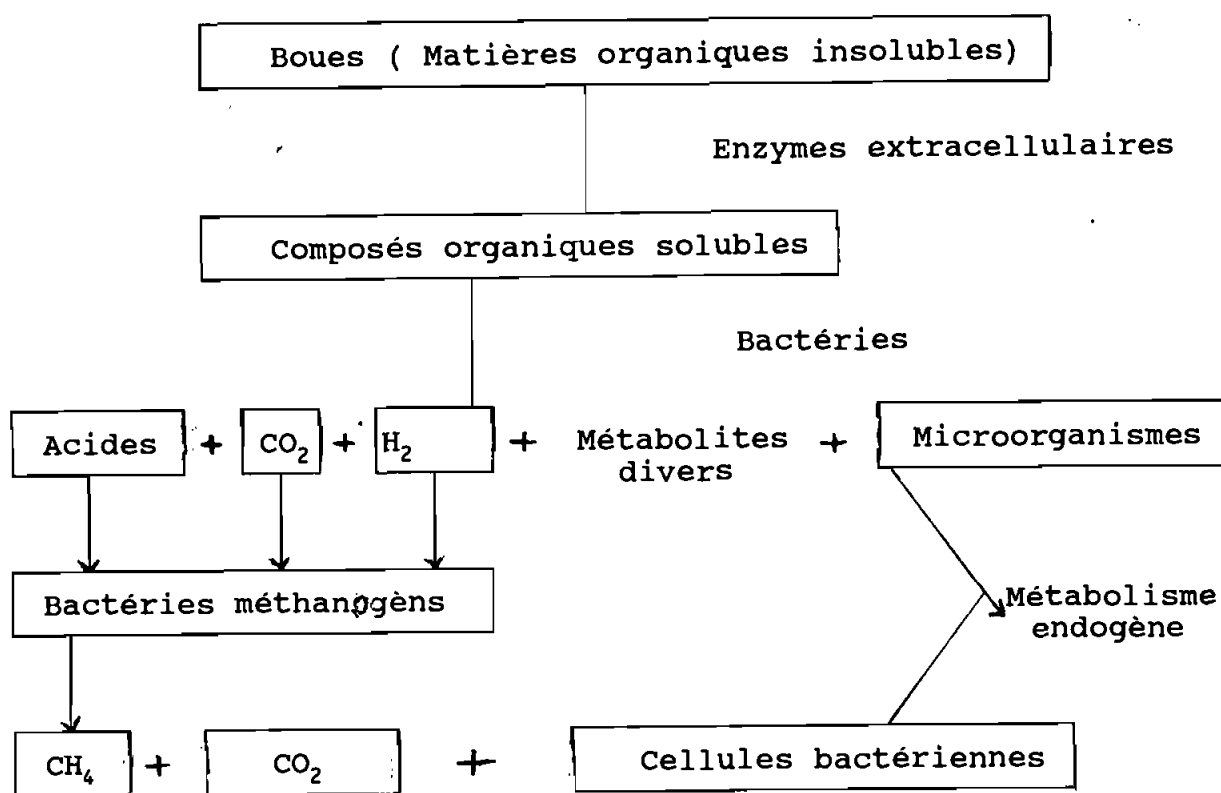 Boues ( Matières organiques insolubles)
Enzymes extracellulaires
Composés organiques solubles
Bactéries
Acides + CO₂ + H₂ + Métabolites divers + Microorganismes
Bactéries méthanogèns
Métabolisme
endogène
CH₄ + CO₂ + Cellules bactériennes